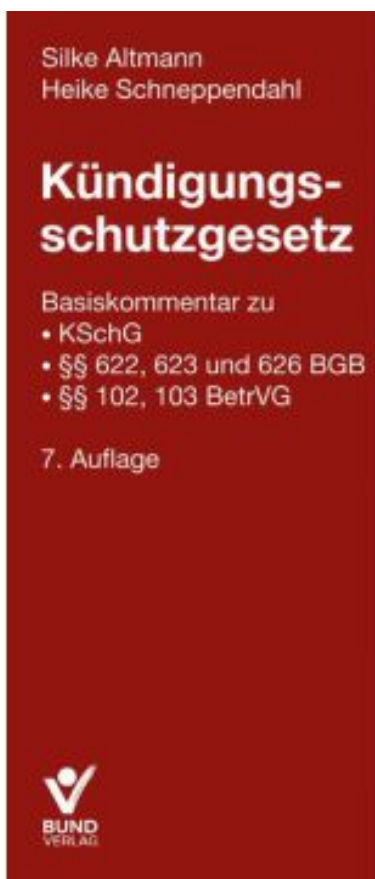 Silke Altmann
Heike Schneppendahl
Kündigungs-
schutzgesetz
Basiskommentar zu
• KSchG
• §§ 622, 623 und 626 BGB
• §§ 102, 103 BetrVG
7. Auflage
BUND
VERLAG